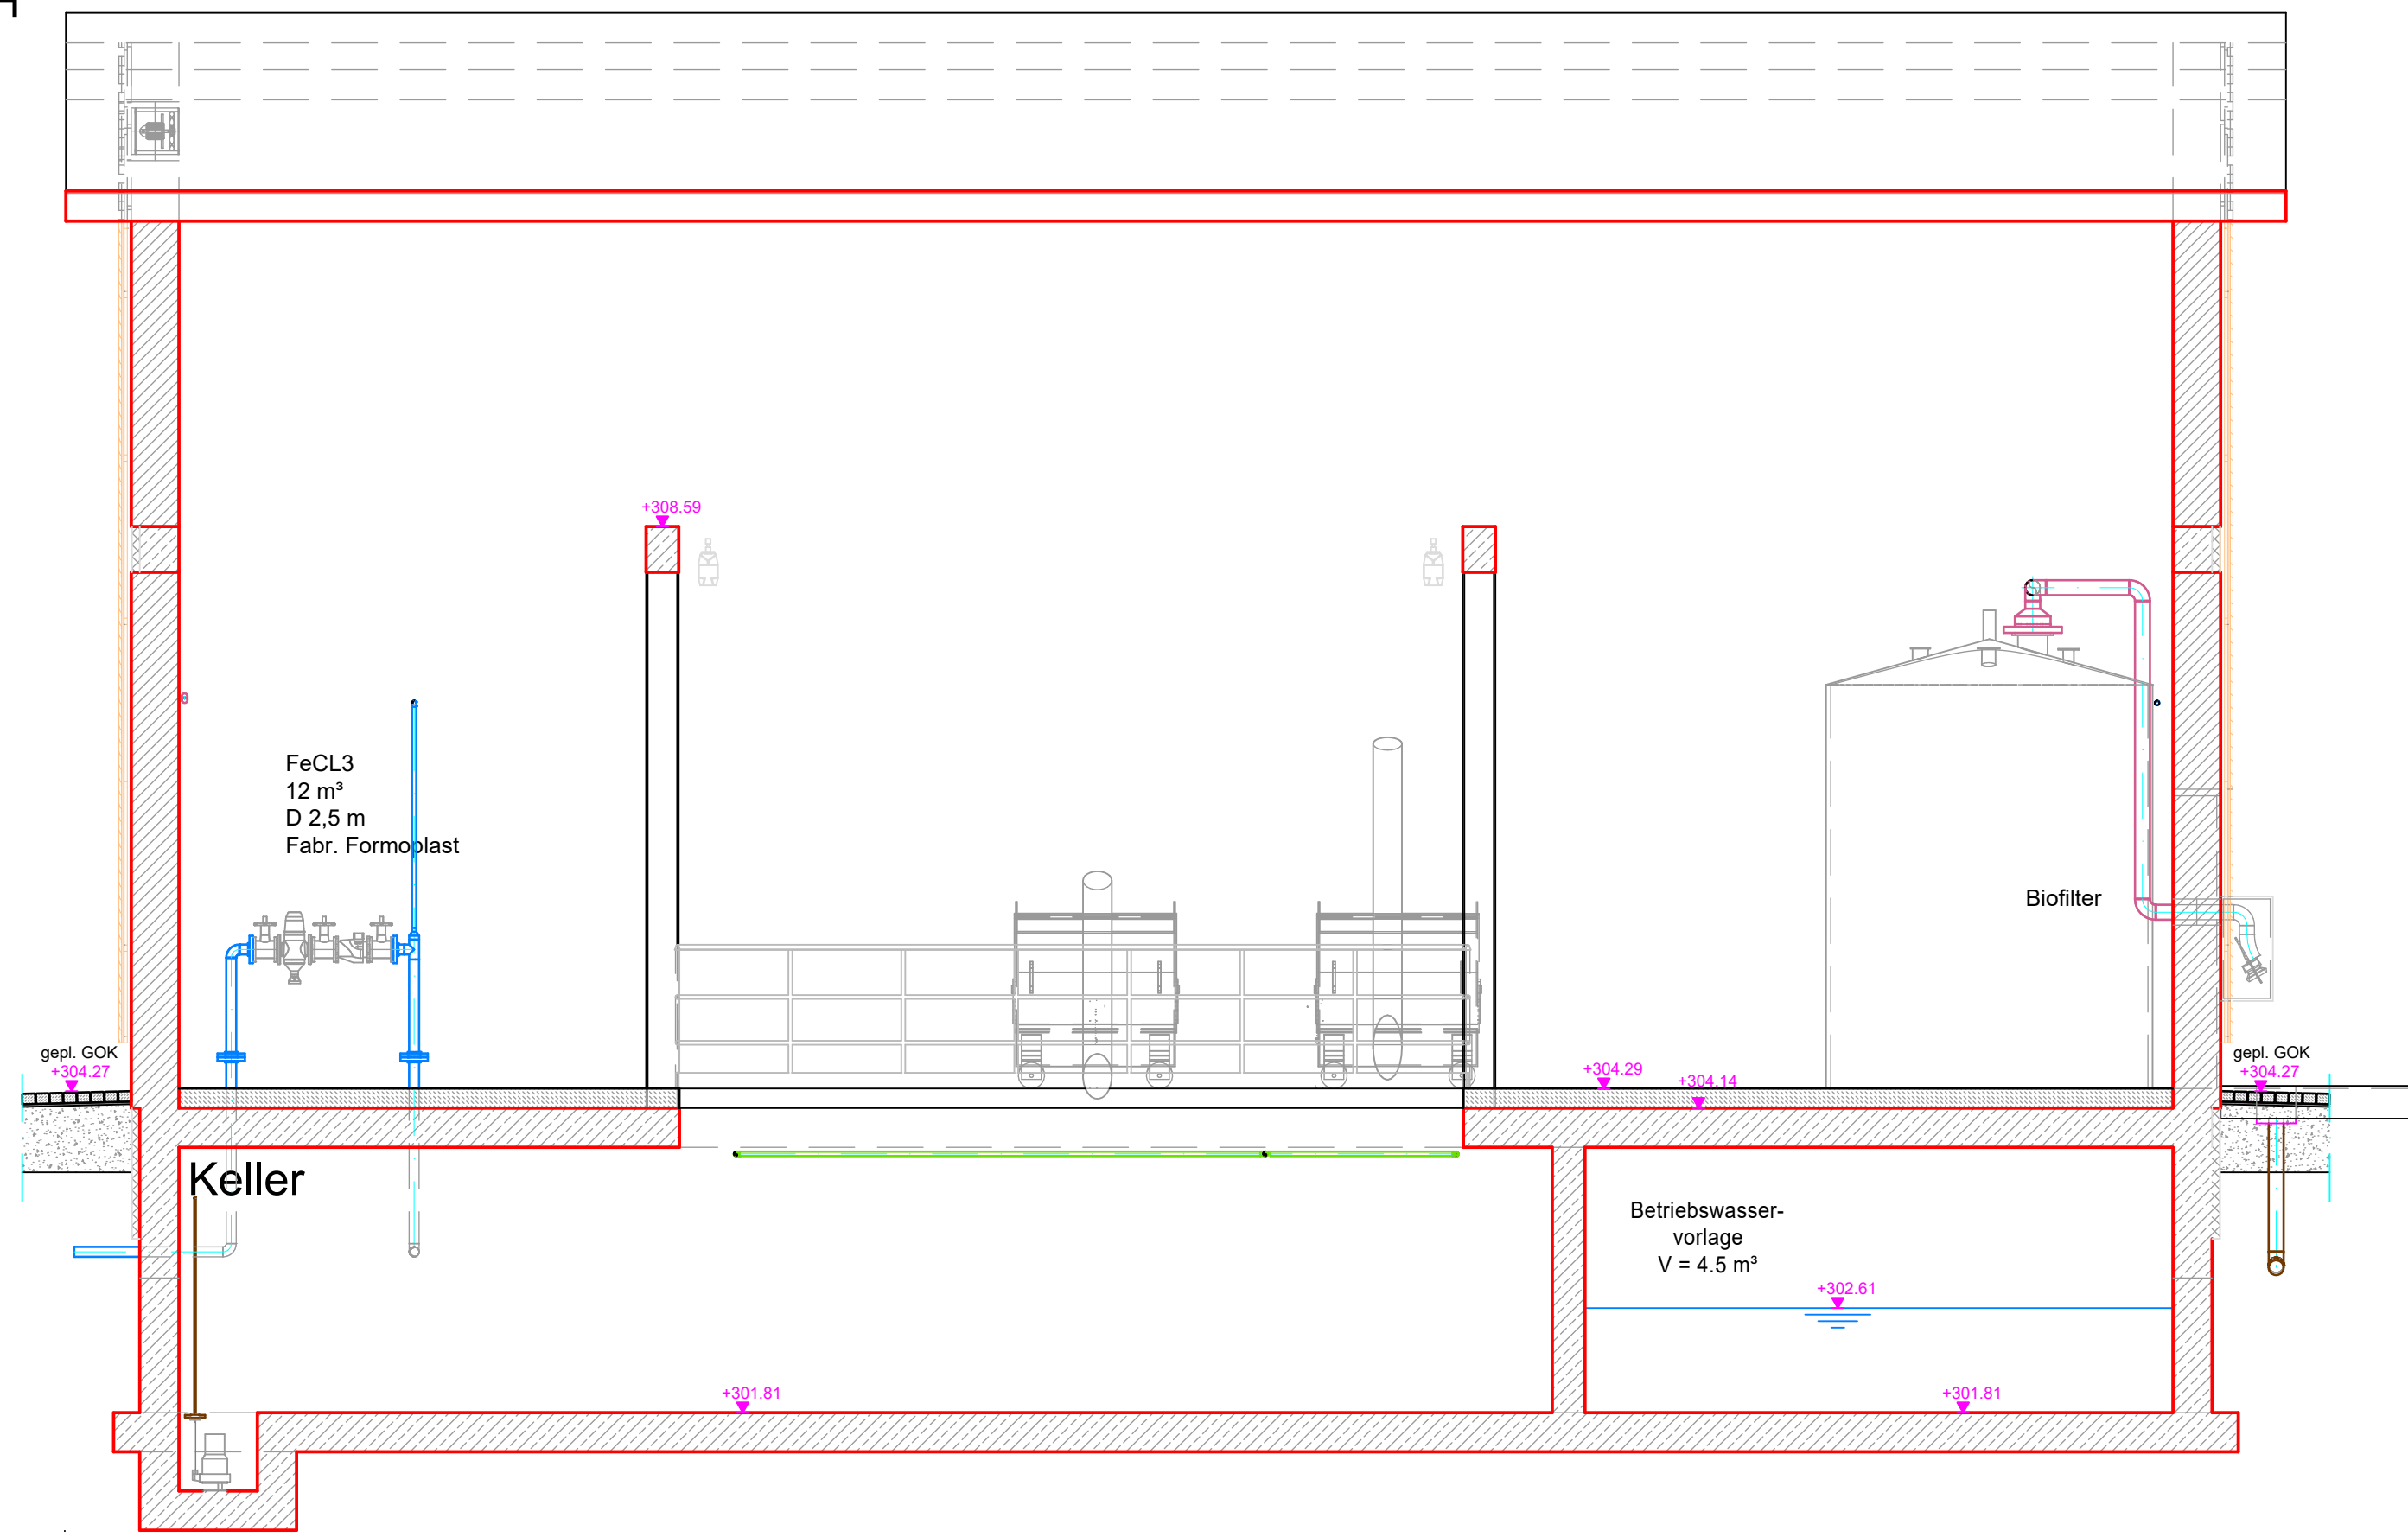 +308.59
FeCL3
12 m³
D 2,5 m
Fabr. Formoplast
Biofilter
gepl. GOK
+304.27
+304.29
+304.14
gepl. GOK
+304.27
Keller
Betriebswasser-
vorlage
V = 4.5 m³
+302.61
+301.81
+301.81